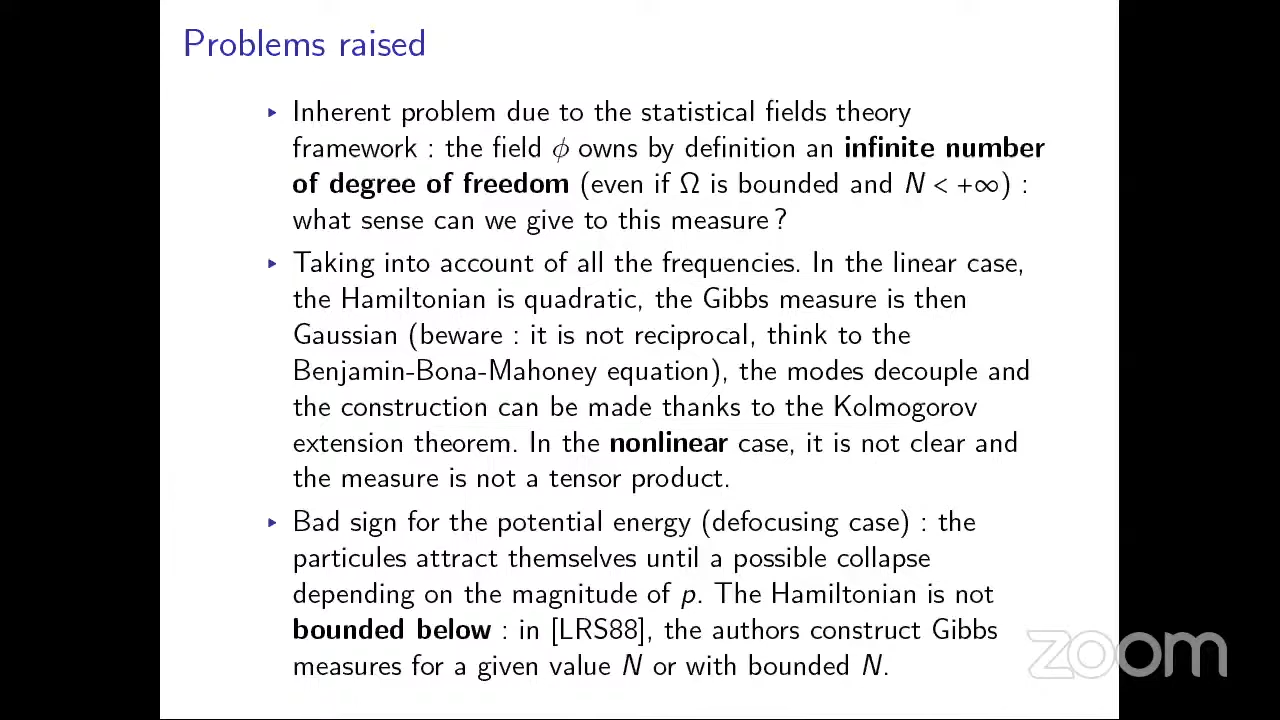 Problems raised
▸ Inherent problem due to the statistical fields theory
framework : the field ϕ owns by definition an infinite number
of degree of freedom (even if Ω is bounded and N < +∞) :
what sense can we give to this measure ?
▸ Taking into account of all the frequencies. In the linear case,
the Hamiltonian is quadratic, the Gibbs measure is then
Gaussian (beware : it is not reciprocal, think to the
Benjamin-Bona-Mahoney equation), the modes decouple and
the construction can be made thanks to the Kolmogorov
extension theorem. In the nonlinear case, it is not clear and
the measure is not a tensor product.
▸ Bad sign for the potential energy (defocusing case) : the
particules attract themselves until a possible collapse
depending on the magnitude of p. The Hamiltonian is not
bounded below : in [LRS88], the authors construct Gibbs
measures for a given value N or with bounded N.
zoom